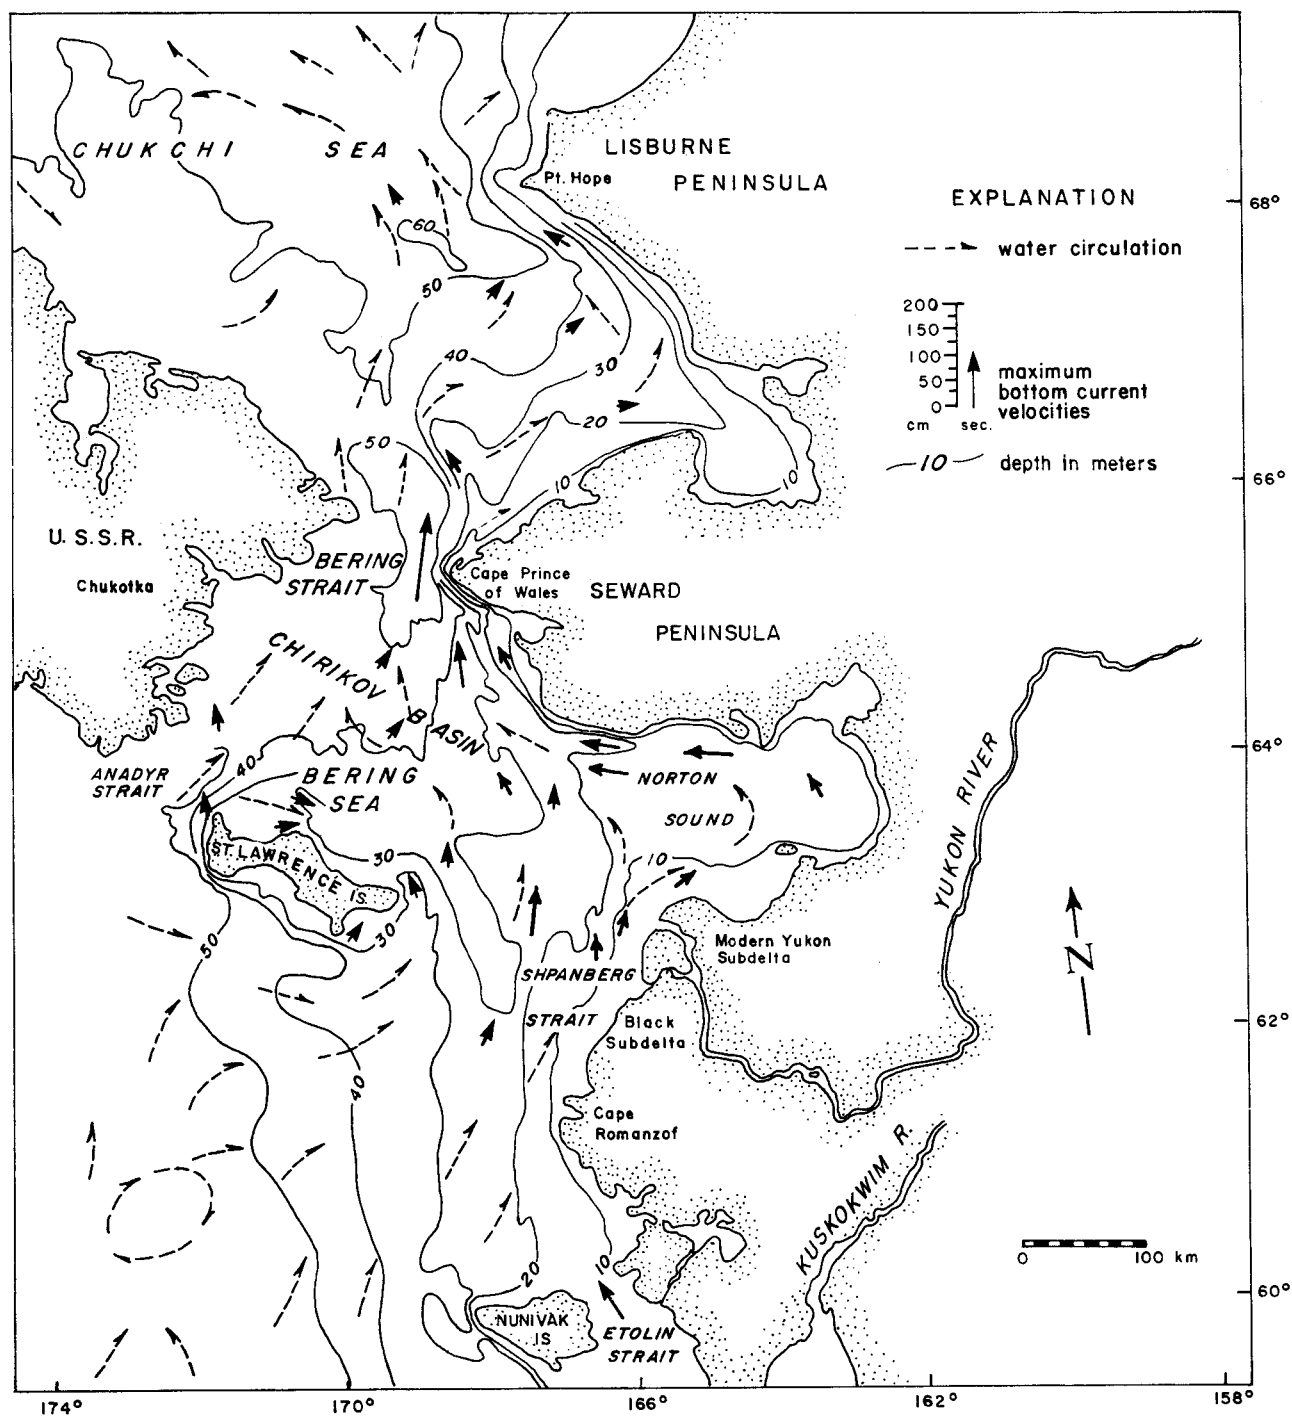 CHUKCHI SEA
LISBURNE
PENINSULA
Pt. Hope
EXPLANATION
water circulation
200
150
100
50
0
cm sec.
maximum
bottom current
velocities
10
depth in meters
68°
66°
64°
62°
60°
60
50
40
30
20
10
10
50
U.S.S.R.
Chukotka
BERING
STRAIT
Cape Prince
of Wales
SEWARD
PENINSULA
CHIRIKOV
BASIN
ANADYR
STRAIT
40
BERING
SEA
NORTON
SOUND
ST. LAWRENCE IS.
30
10
30
50
YUKON RIVER
Modern Yukon
Subdelta
SHPANBERG
STRAIT
Black
Subdelta
N
40
Cape
Romanzof
KUSKOKWIM R.
20
10
0 100 km
NUNIVAK
IS
ETOLIN
STRAIT
174° 170° 166° 162° 158°